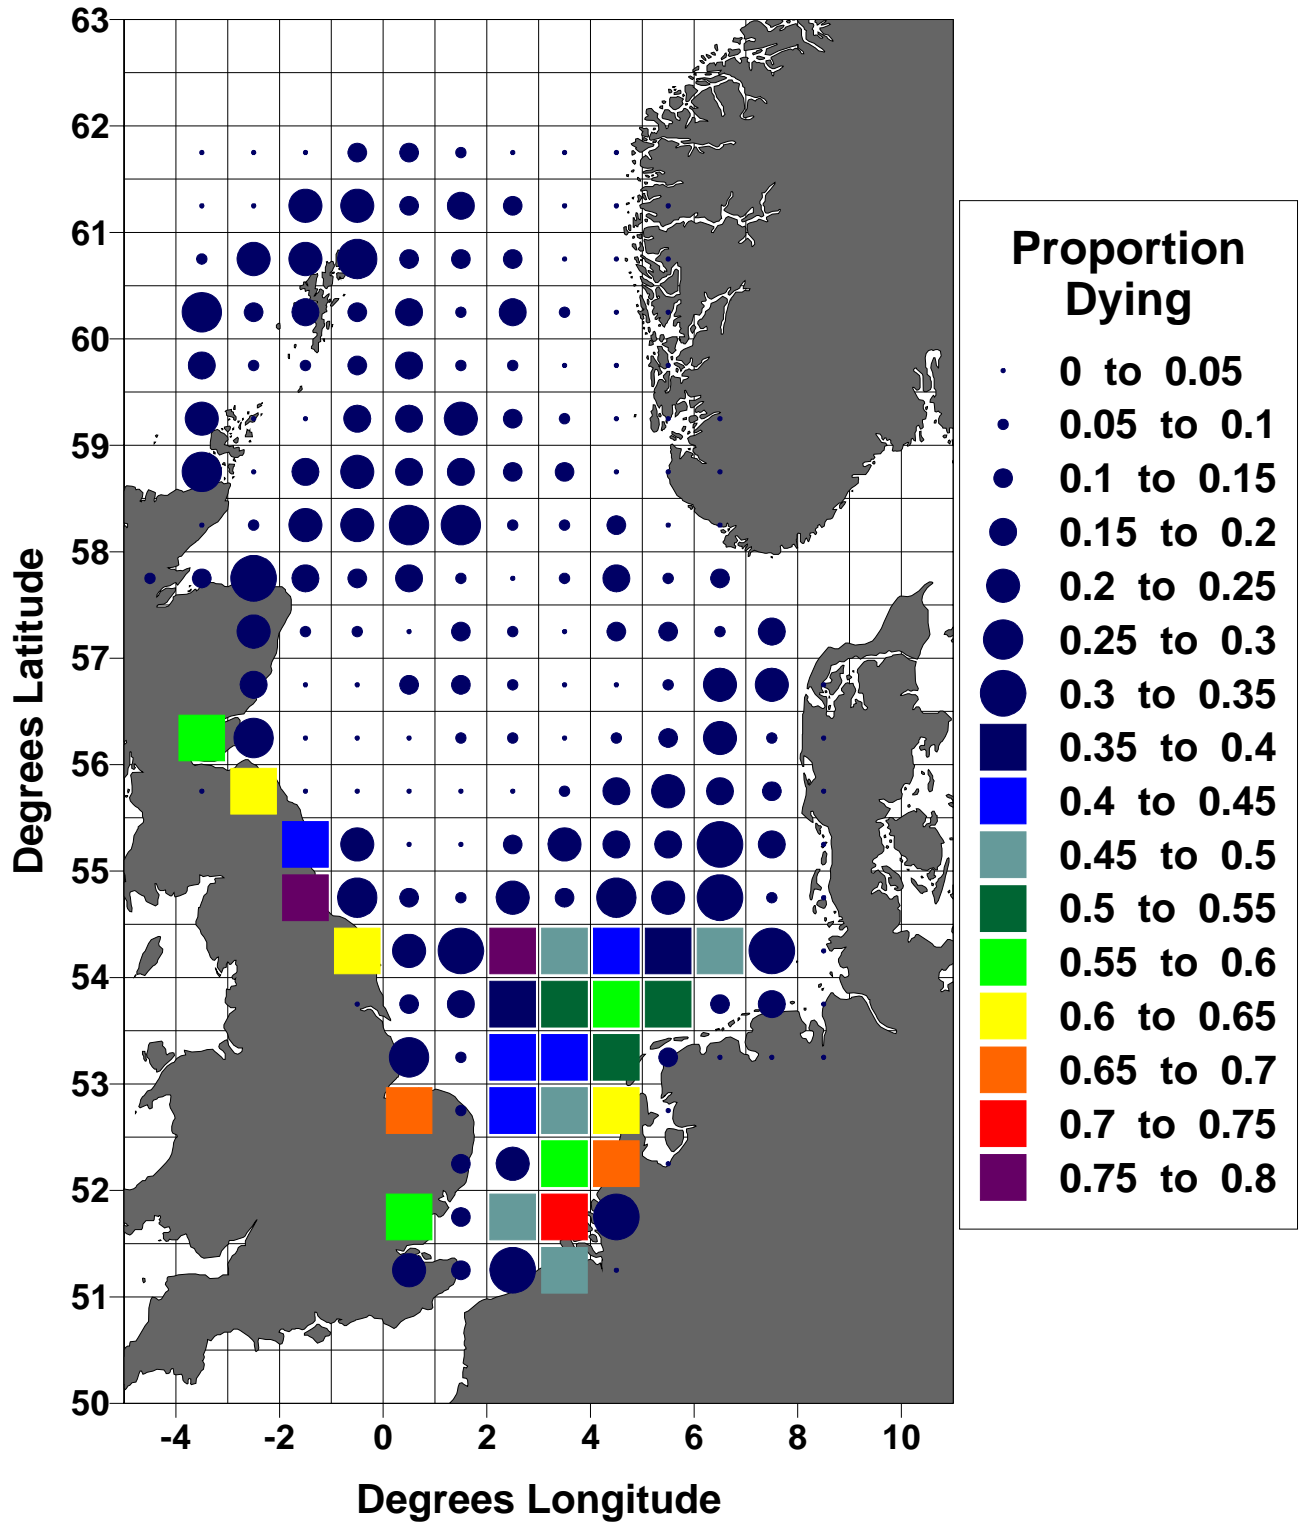 63
62
61
60
59
58
57
56
55
54
53
52
51
50
Degrees Latitude
-4 -2 0 2 4 6 8 10
Degrees Longitude
Proportion
Dying
0 to 0.05
0.05 to 0.1
0.1 to 0.15
0.15 to 0.2
0.2 to 0.25
0.25 to 0.3
0.3 to 0.35
0.35 to 0.4
0.4 to 0.45
0.45 to 0.5
0.5 to 0.55
0.55 to 0.6
0.6 to 0.65
0.65 to 0.7
0.7 to 0.75
0.75 to 0.8